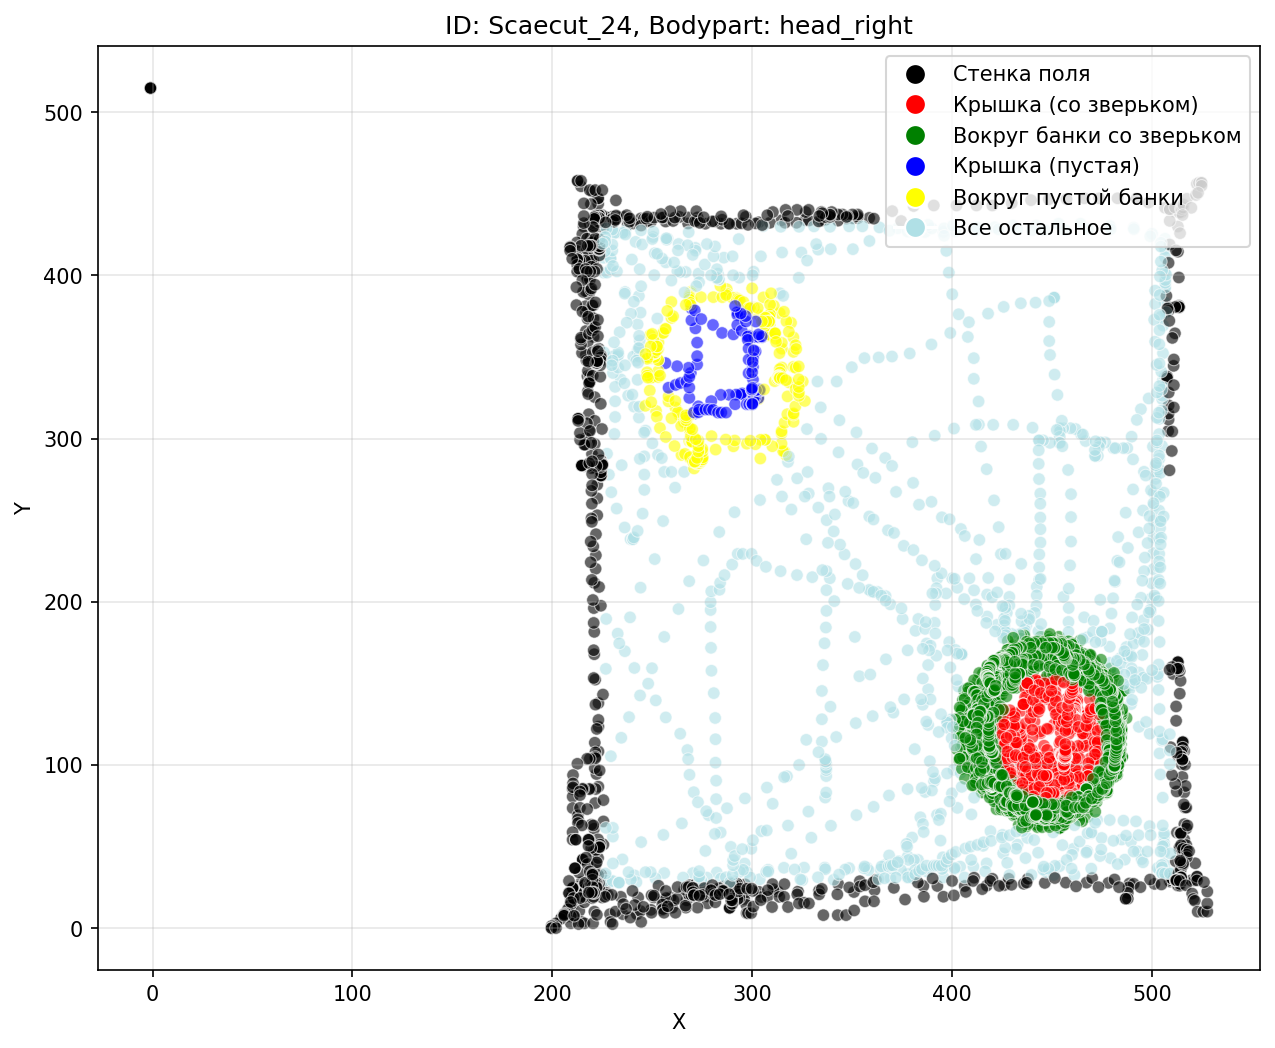 ID: Scaecut_24, Bodypart: head_right
Стенка поля
Крышка (со зверьком)
Вокруг банки со зверьком
Крышка (пустая)
Вокруг пустой банки
Все остальное
Y
500
400
300
200
100
0
0 100 200 300 400 500
X